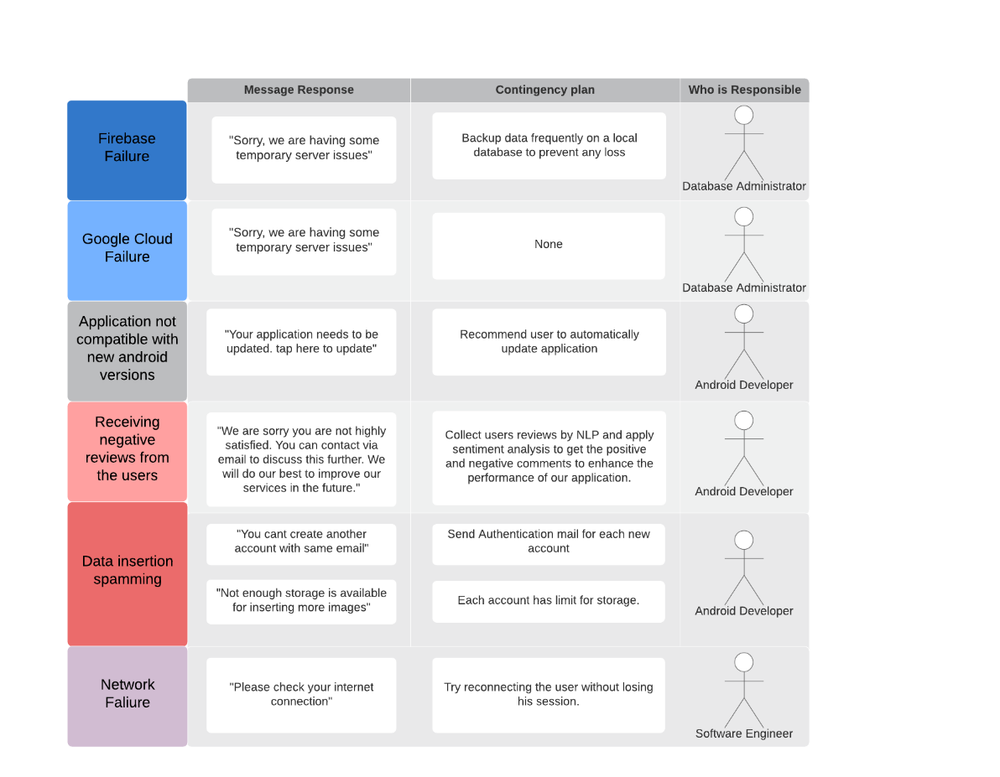 Message Response
Contingency plan
Who is Responsible
Firebase
Failure
"Sorry, we are having some
temporary server issues"
Backup data frequently on a local
database to prevent any loss
Database Administrator
Google Cloud
Failure
"Sorry, we are having some
temporary server issues"
None
Database Administrator
Application not
compatible with
new android
versions
"Your application needs to be
updated. tap here to update"
Recommend user to automatically
update application
Android Developer
Receiving
negative
reviews from
the users
"We are sorry you are not highly
satisfied. You can contact via
email to discuss this further. We
will do our best to improve our
services in the future."
Collect users reviews by NLP and apply
sentiment analysis to get the positive
and negative comments to enhance the
performance of our application.
Android Developer
Data insertion
spamming
"You cant create another
account with same email"
Send Authentication mail for each new
account
"Not enough storage is available
for inserting more images"
Each account has limit for storage.
Android Developer
Network
Faliure
"Please check your internet
connection"
Try reconnecting the user without losing
his session.
Software Engineer